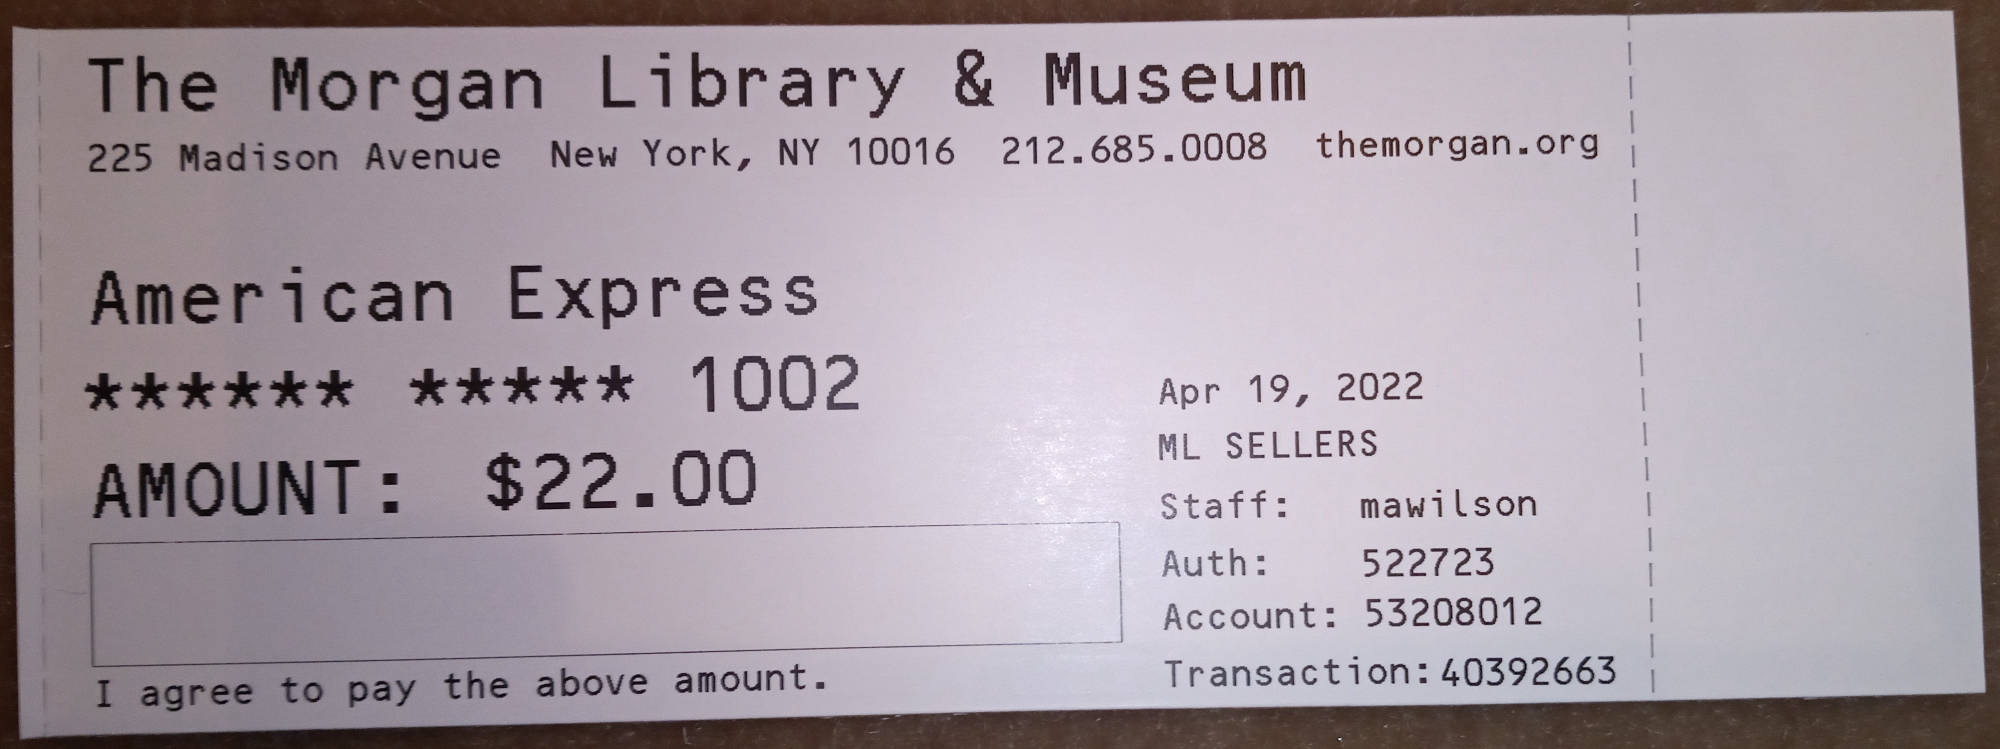 The Morgan Library & Museum
225 Madison Avenue New York, NY 10016 212.685.0008 themorgan.org
American Express
****** ***** 1002
AMOUNT: $22.00
I agree to pay the above amount.
Apr 19, 2022
ML SELLERS
Staff: mawilson
Auth: 522723
Account: 53208012
Transaction: 40392663